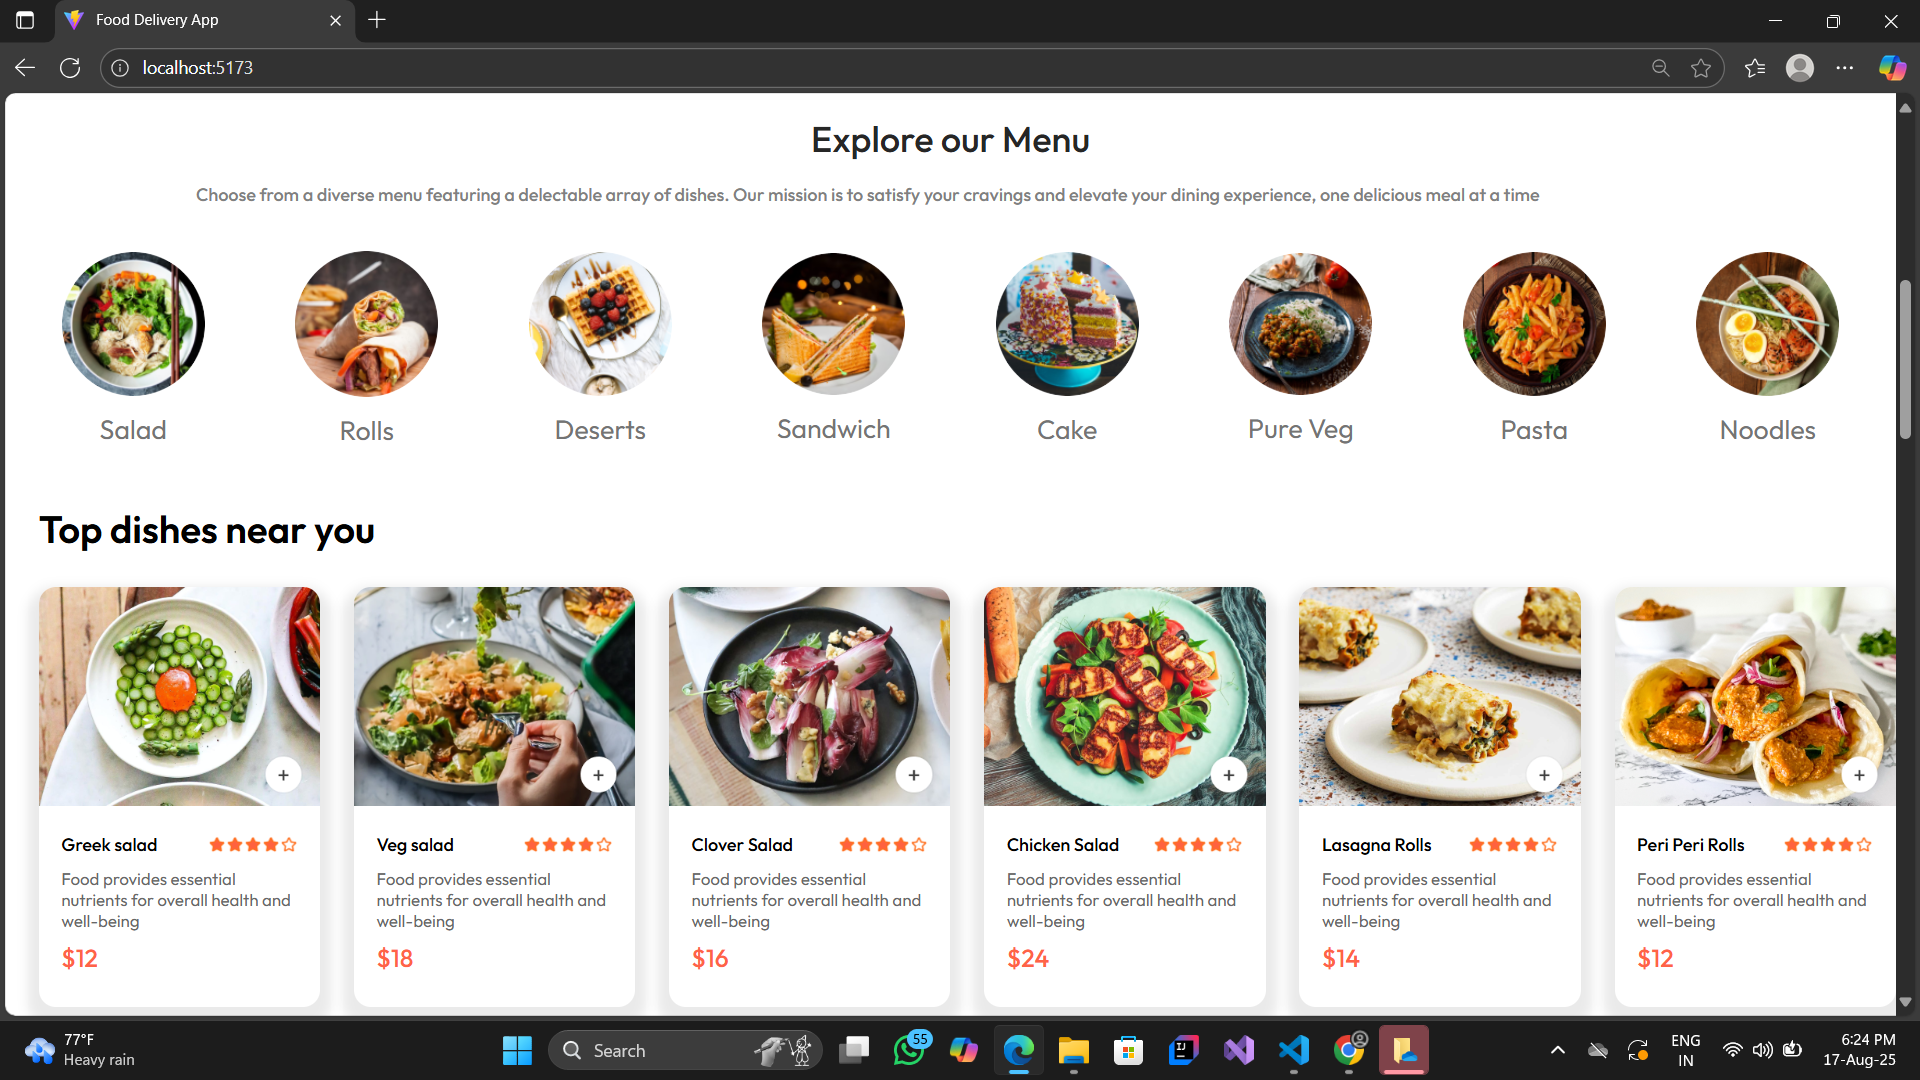 Food Delivery App
localhost:5173
Explore our Menu
Choose from a diverse menu featuring a delectable array of dishes. Our mission is to satisfy your cravings and elevate your dining experience, one delicious meal at a time
Salad
Rolls
Deserts
Sandwich
Cake
Pure Veg
Pasta
Noodles
Top dishes near you
+
+
+
+
+
+
Greek salad
Food provides essential
nutrients for overall health and
well-being
$12
Veg salad
Food provides essential
nutrients for overall health and
well-being
$18
Clover Salad
Food provides essential
nutrients for overall health and
well-being
$16
Chicken Salad
Food provides essential
nutrients for overall health and
well-being
$24
Lasagna Rolls
Food provides essential
nutrients for overall health and
well-being
$14
Peri Peri Rolls
Food provides essential
nutrients for overall health and
well-being
$12
77°F
Heavy rain
Search
55
IJ
ENG
IN
6:24 PM
17-Aug-25